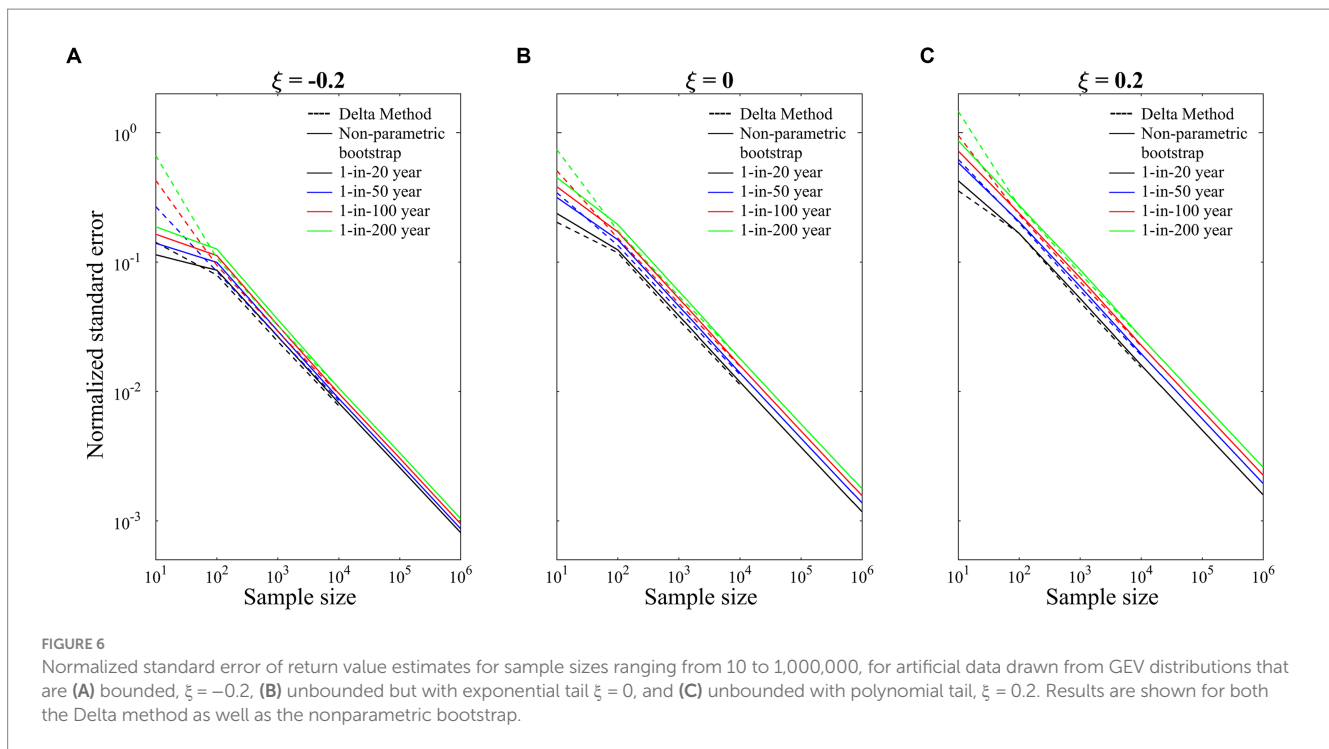 A
B
C
ξ = -0.2
ξ = 0
ξ = 0.2
Normalized standard error
10^0
10^-1
10^-2
10^-3
Delta Method
Non-parametric
bootstrap
1-in-20 year
1-in-50 year
1-in-100 year
1-in-200 year
Delta Method
Non-parametric
bootstrap
1-in-20 year
1-in-50 year
1-in-100 year
1-in-200 year
Delta Method
Non-parametric
bootstrap
1-in-20 year
1-in-50 year
1-in-100 year
1-in-200 year
10^1 10^2 10^3 10^4 10^5 10^6
10^1 10^2 10^3 10^4 10^5 10^6
10^1 10^2 10^3 10^4 10^5 10^6
Sample size
Sample size
Sample size
FIGURE 6
Normalized standard error of return value estimates for sample sizes ranging from 10 to 1,000,000, for artificial data drawn from GEV distributions that
are (A) bounded, ξ = −0.2, (B) unbounded but with exponential tail ξ = 0, and (C) unbounded with polynomial tail, ξ = 0.2. Results are shown for both
the Delta method as well as the nonparametric bootstrap.